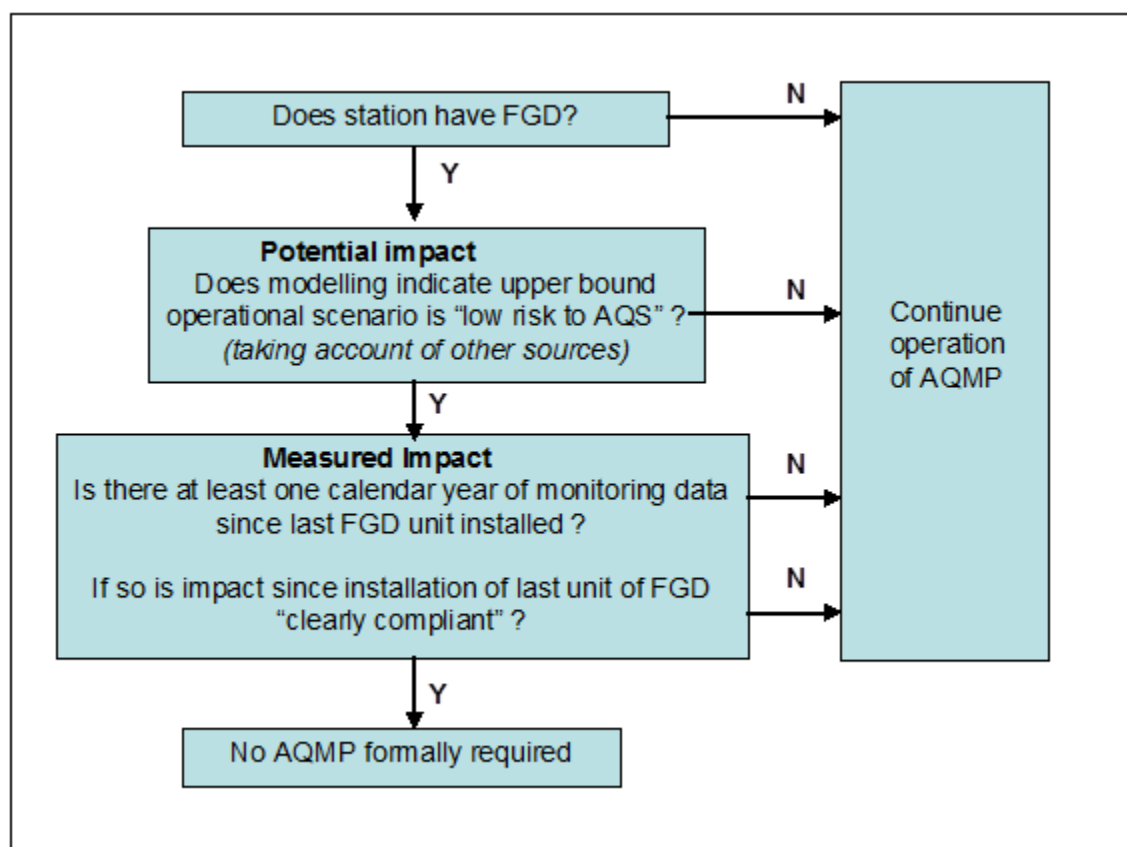 Does station have FGD?
N
Y
Potential impact
Does modelling indicate upper bound
operational scenario is “low risk to AQS” ?
(taking account of other sources)
N
Continue
operation
of AQMP
Y
Measured Impact
Is there at least one calendar year of monitoring data
since last FGD unit installed ?
N
If so is impact since installation of last unit of FGD
“clearly compliant” ?
N
Y
No AQMP formally required